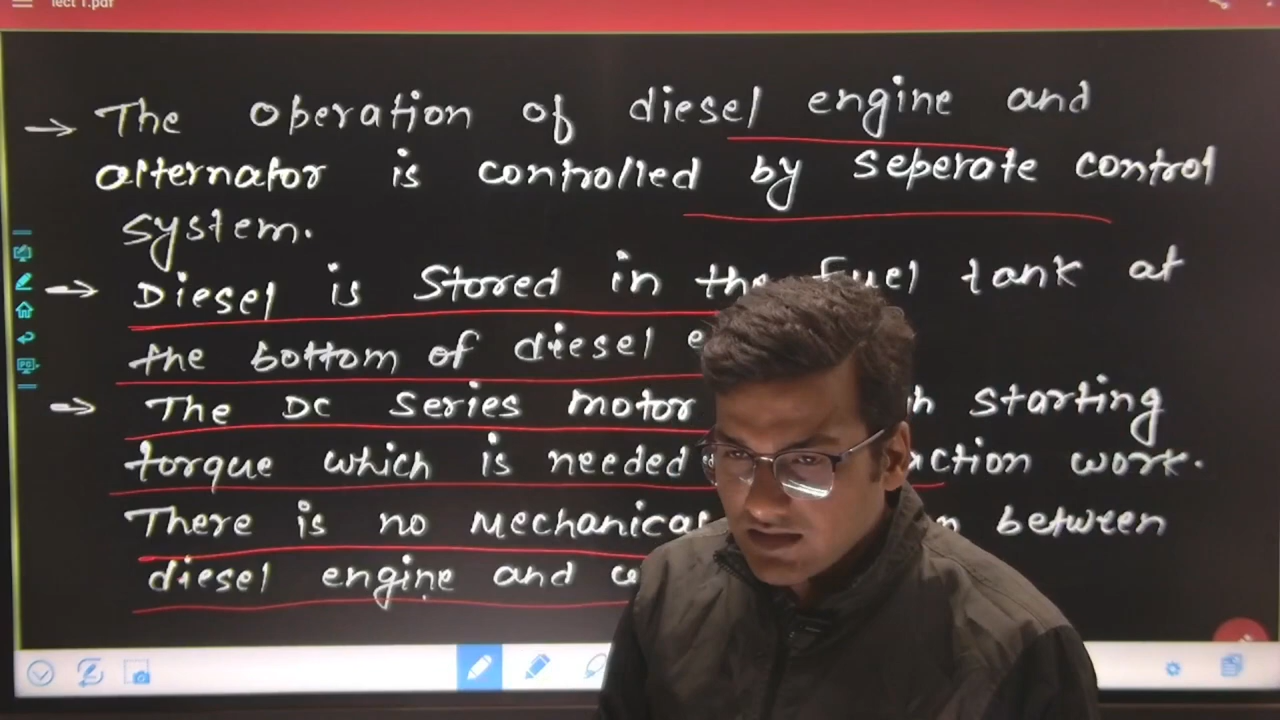 lect 1.pdf
→ The operation of diesel engine and
alternator is controlled by seperate control
system.
→ Diesel is stored in the fuel tank at
the bottom of diesel
→ The DC series motor starting
torque which is needed work.
There is no mechanical between
diesel engine and